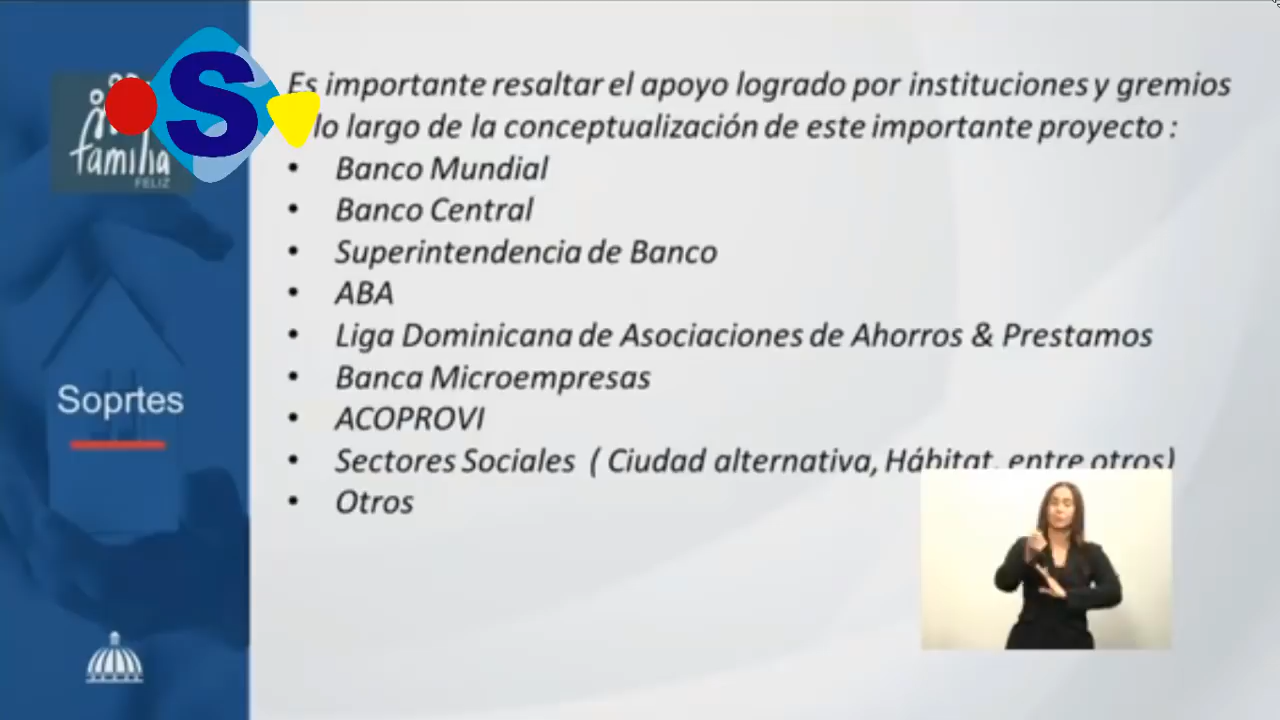 S
familia
FELIZ
Soprtes
Es importante resaltar el apoyo logrado por instituciones y gremios
lo largo de la conceptualización de este importante proyecto :
• Banco Mundial
• Banco Central
• Superintendencia de Banco
• ABA
• Liga Dominicana de Asociaciones de Ahorros & Prestamos
• Banca Microempresas
• ACOPROVI
• Sectores Sociales ( Ciudad alternativa, Hábitat, entre otros)
• Otros